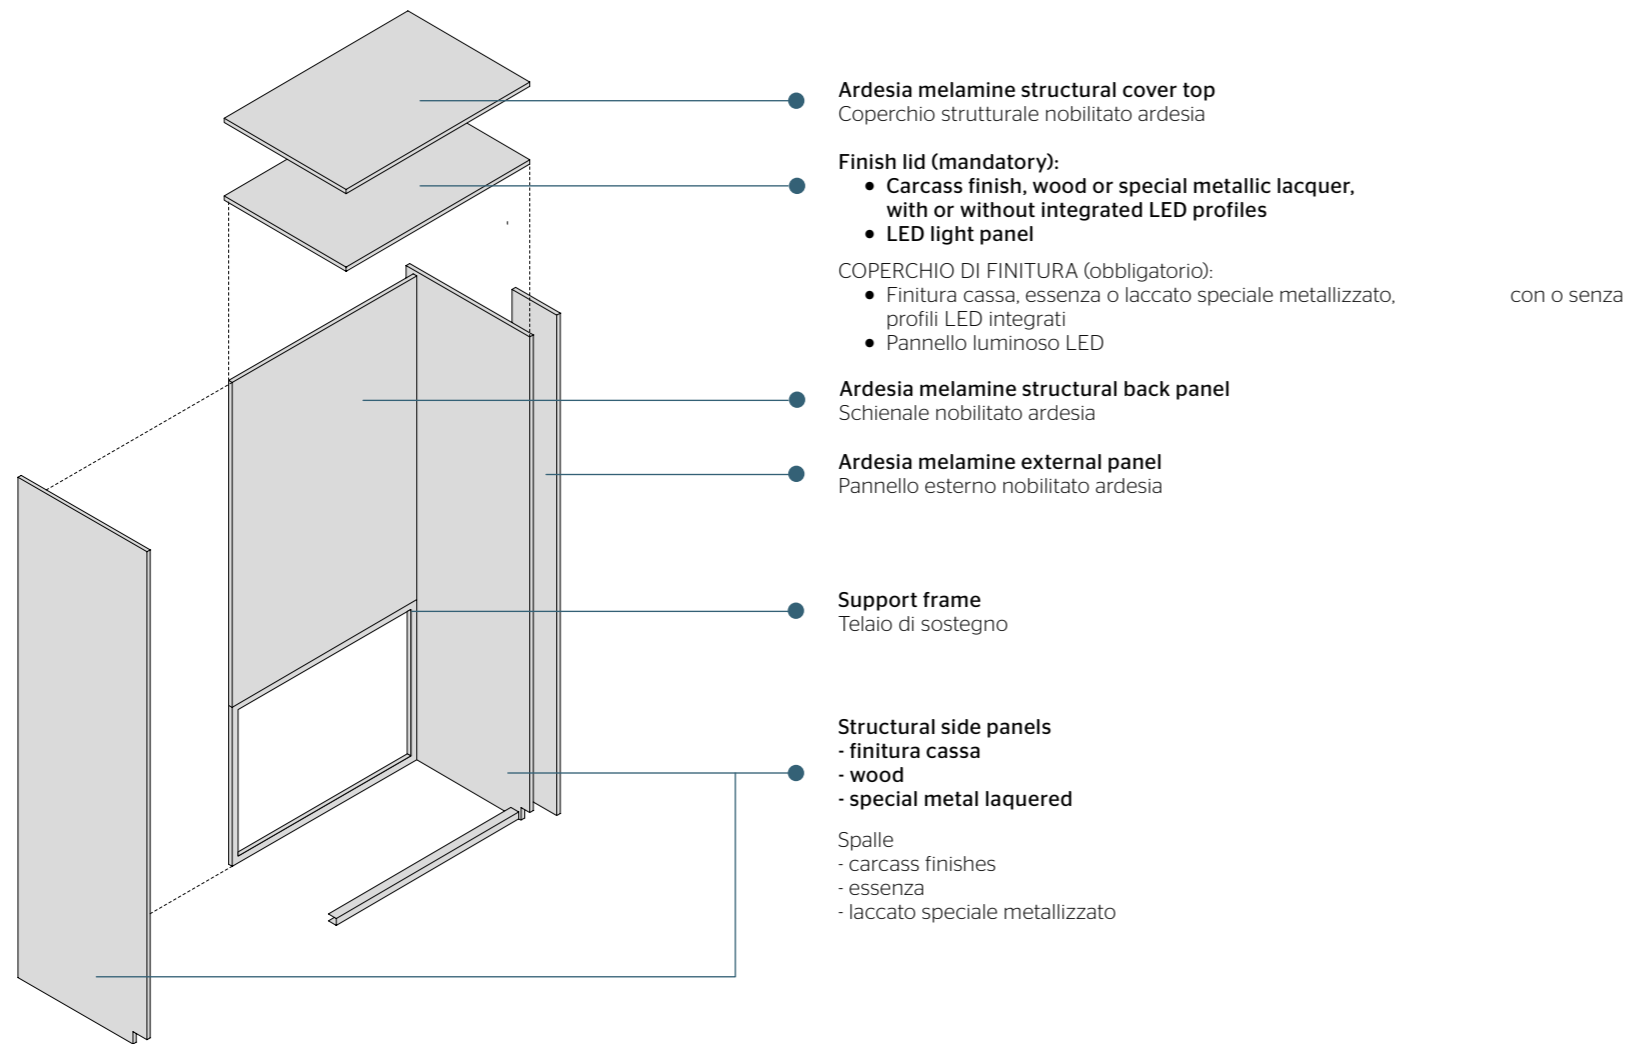 Ardesia melamine structural cover top
Coperchio strutturale nobilitato ardesia
Finish lid (mandatory):
• Carcass finish, wood or special metallic lacquer,
with or without integrated LED profiles
• LED light panel
COPERCHIO DI FINITURA (obbligatorio):
• Finitura cassa, essenza o laccato speciale metallizzato, con o senza
profili LED integrati
• Pannello luminoso LED
Ardesia melamine structural back panel
Schienale nobilitato ardesia
Ardesia melamine external panel
Pannello esterno nobilitato ardesia
Support frame
Telaio di sostegno
Structural side panels
- finitura cassa
- wood
- special metal laquered
Spalle
- carcass finishes
- essenza
- laccato speciale metallizzato